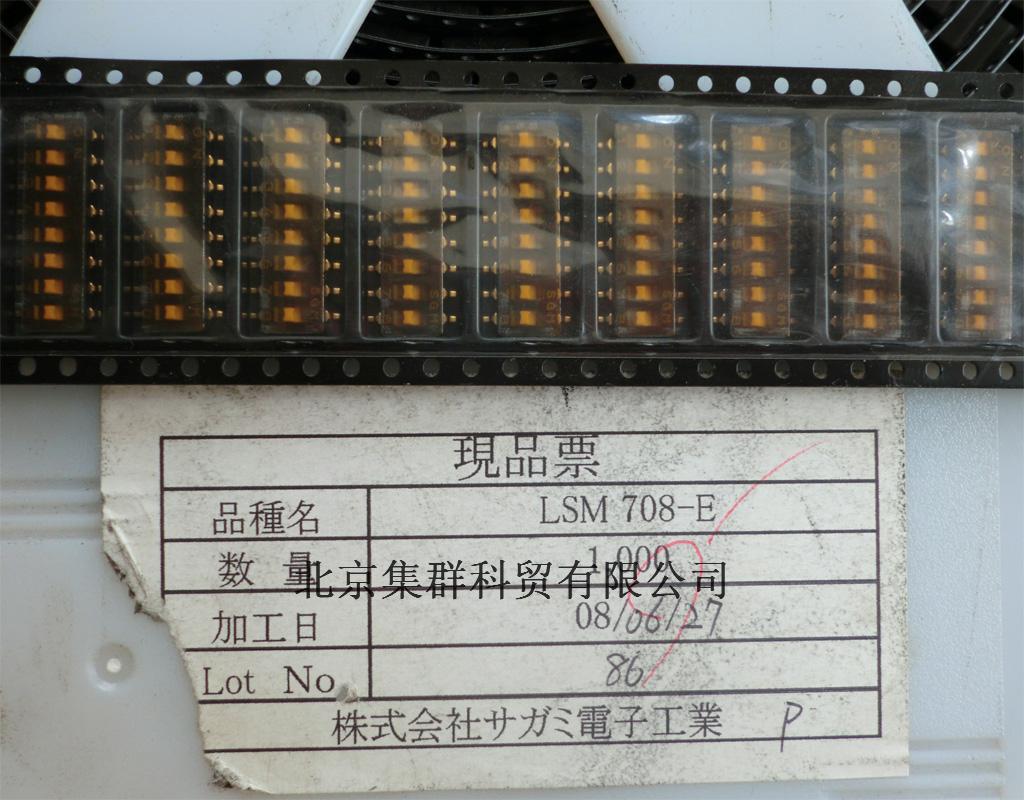 現品票
品種名 LSM 708-E
数 量 1,000
北京集群科贸有限公司
加工日 08/06/27
Lot No 86
株式会社サガミ電子工業 P